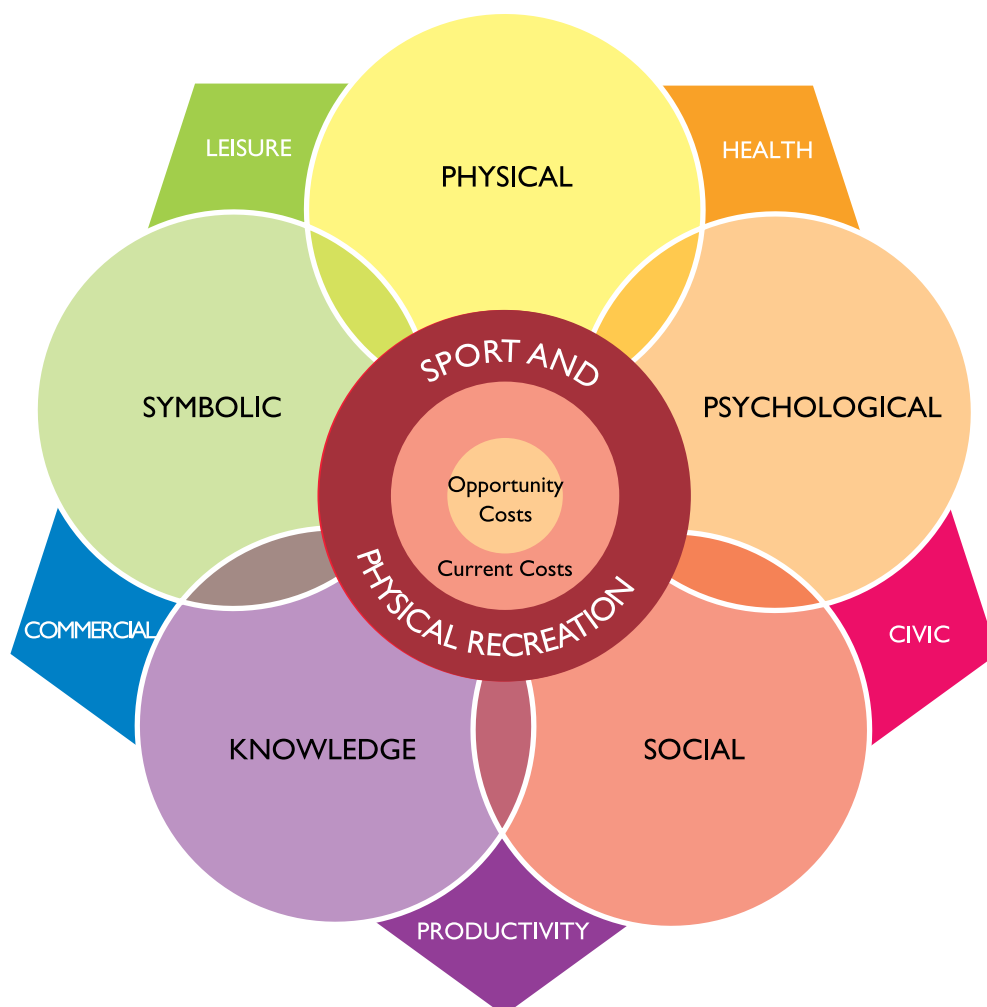 LEISURE
HEALTH
PHYSICAL
SYMBOLIC
PSYCHOLOGICAL
SPORT AND
PHYSICAL RECREATION
Opportunity
Costs
Current Costs
COMMERCIAL
CIVIC
KNOWLEDGE
SOCIAL
PRODUCTIVITY